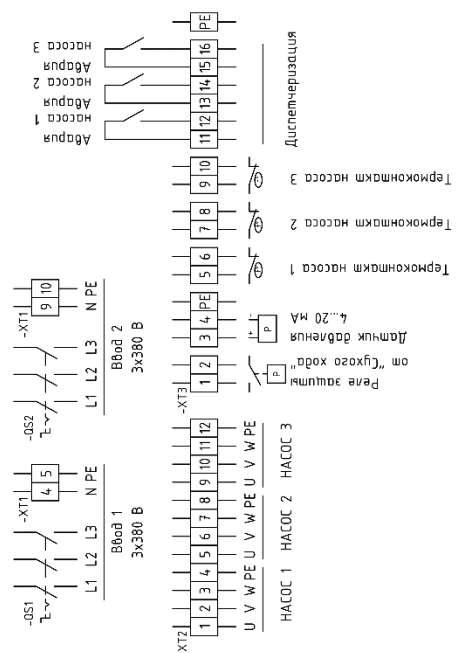 -QS1
-XT1
4 5
L1 L2 L3 N PE
Ввод 1
3x380 В
-QS2
-XT1
9 10
L1 L2 L3 N PE
Ввод 2
3x380 В
XT2
1 2 3 4 5 6 7 8 9 10 11 12
U V W PE U V W PE U V W PE
НАСОС 1 НАСОС 2 НАСОС 3
-XT3
1 2
P
Реле защиты
от "Сухого хода"
3 4 PE
+ -
P
Датчик давления
4...20 мА
5 6
Термоконтакт насоса 1
7 8
Термоконтакт насоса 2
9 10
Термоконтакт насоса 3
Авария
насоса 1
Авария
насоса 2
Авария
насоса 3
11 12 13 14 15 16 PE
Диспетчеризация